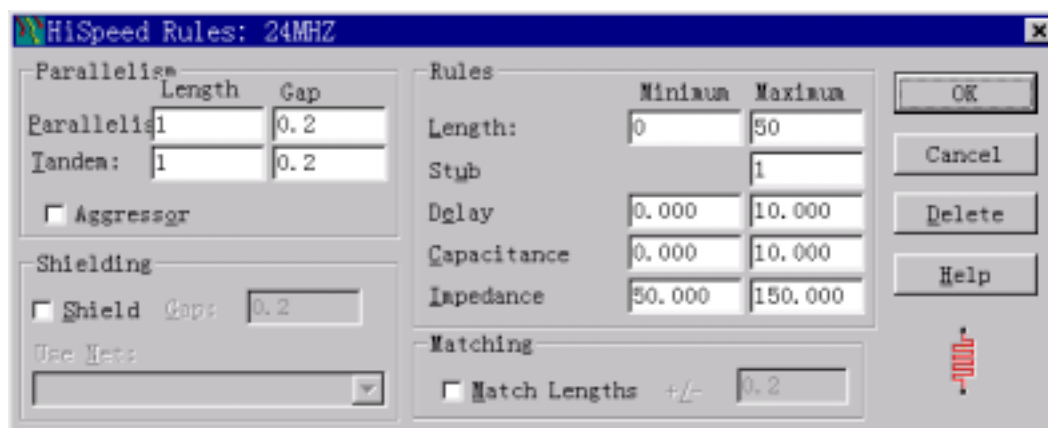 HiSpeed Rules: 24MHZ
Parallelism
Length Gap
Parallelis 1 0.2
Tandem: 1 0.2
Aggressor
Shielding
Shield Gap: 0.2
Use Net:
Rules
Minimum Maximum
Length: 0 50
Stub 1
Delay 0.000 10.000
Capacitance 0.000 10.000
Impedance 50.000 150.000
Matching
Match Lengths +/- 0.2
OK
Cancel
Delete
Help